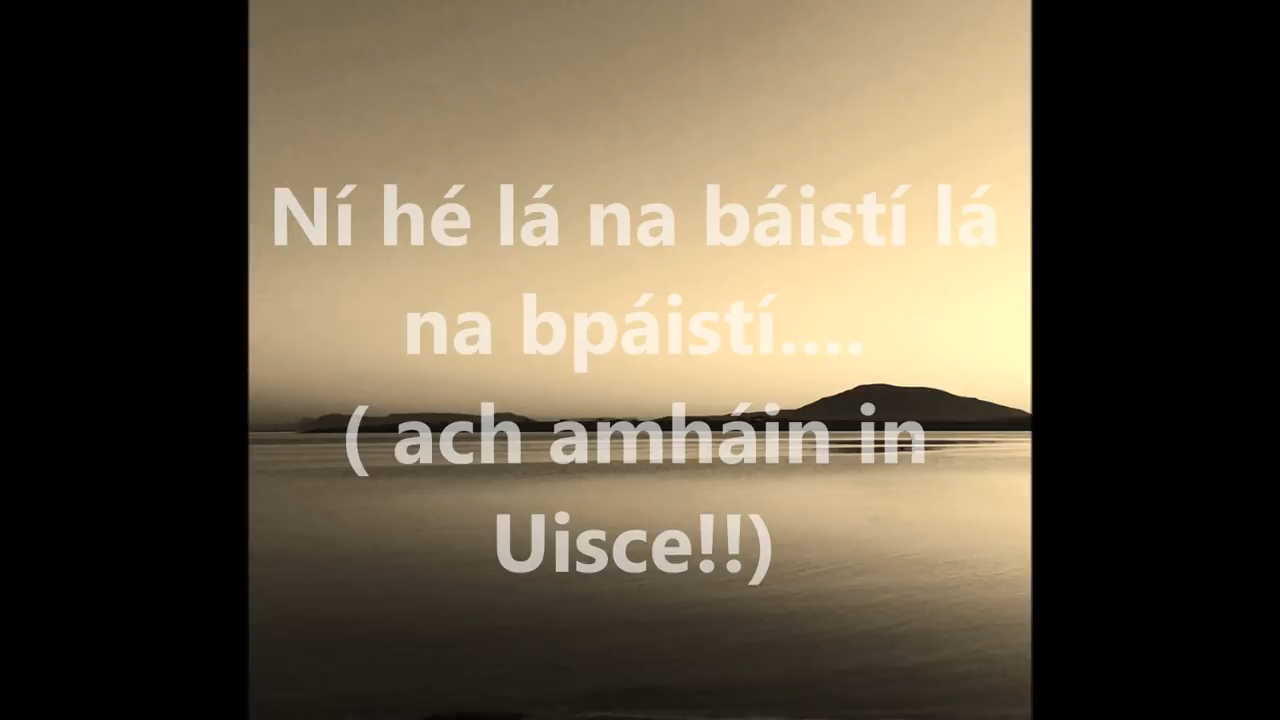 Ní hé lá na báistí lá
na bpáistí....
( ach amháin in
Uisce!!)